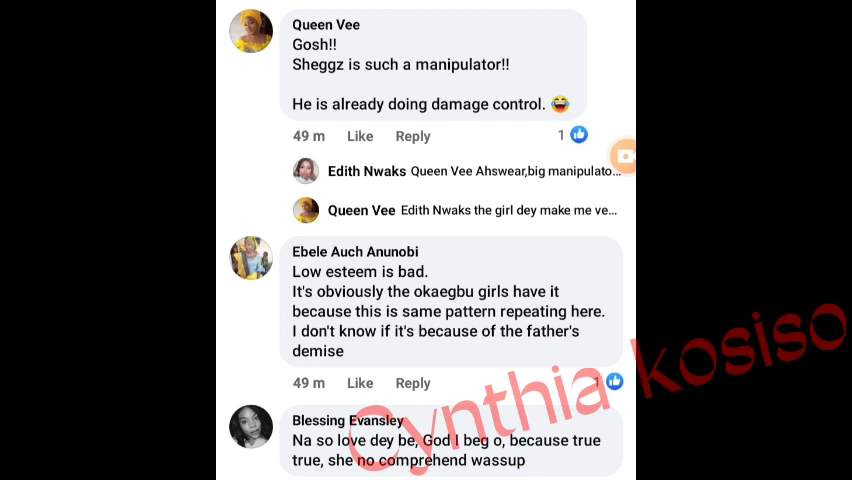 Queen Vee
Gosh!!
Sheggz is such a manipulator!!
He is already doing damage control. 😂
49 m Like Reply 1
Edith Nwaks Queen Vee Ahswear,big manipulato...
Queen Vee Edith Nwaks the girl dey make me ve...
Ebele Auch Anunobi
Low esteem is bad.
It's obviously the okaegbu girls have it
because this is same pattern repeating here.
I don't know if it's because of the father's
demise
49 m Like Reply 1
Blessing Evansley
Na so love dey be, God I beg o, because true
true, she no comprehend wassup
Cynthia kosiso